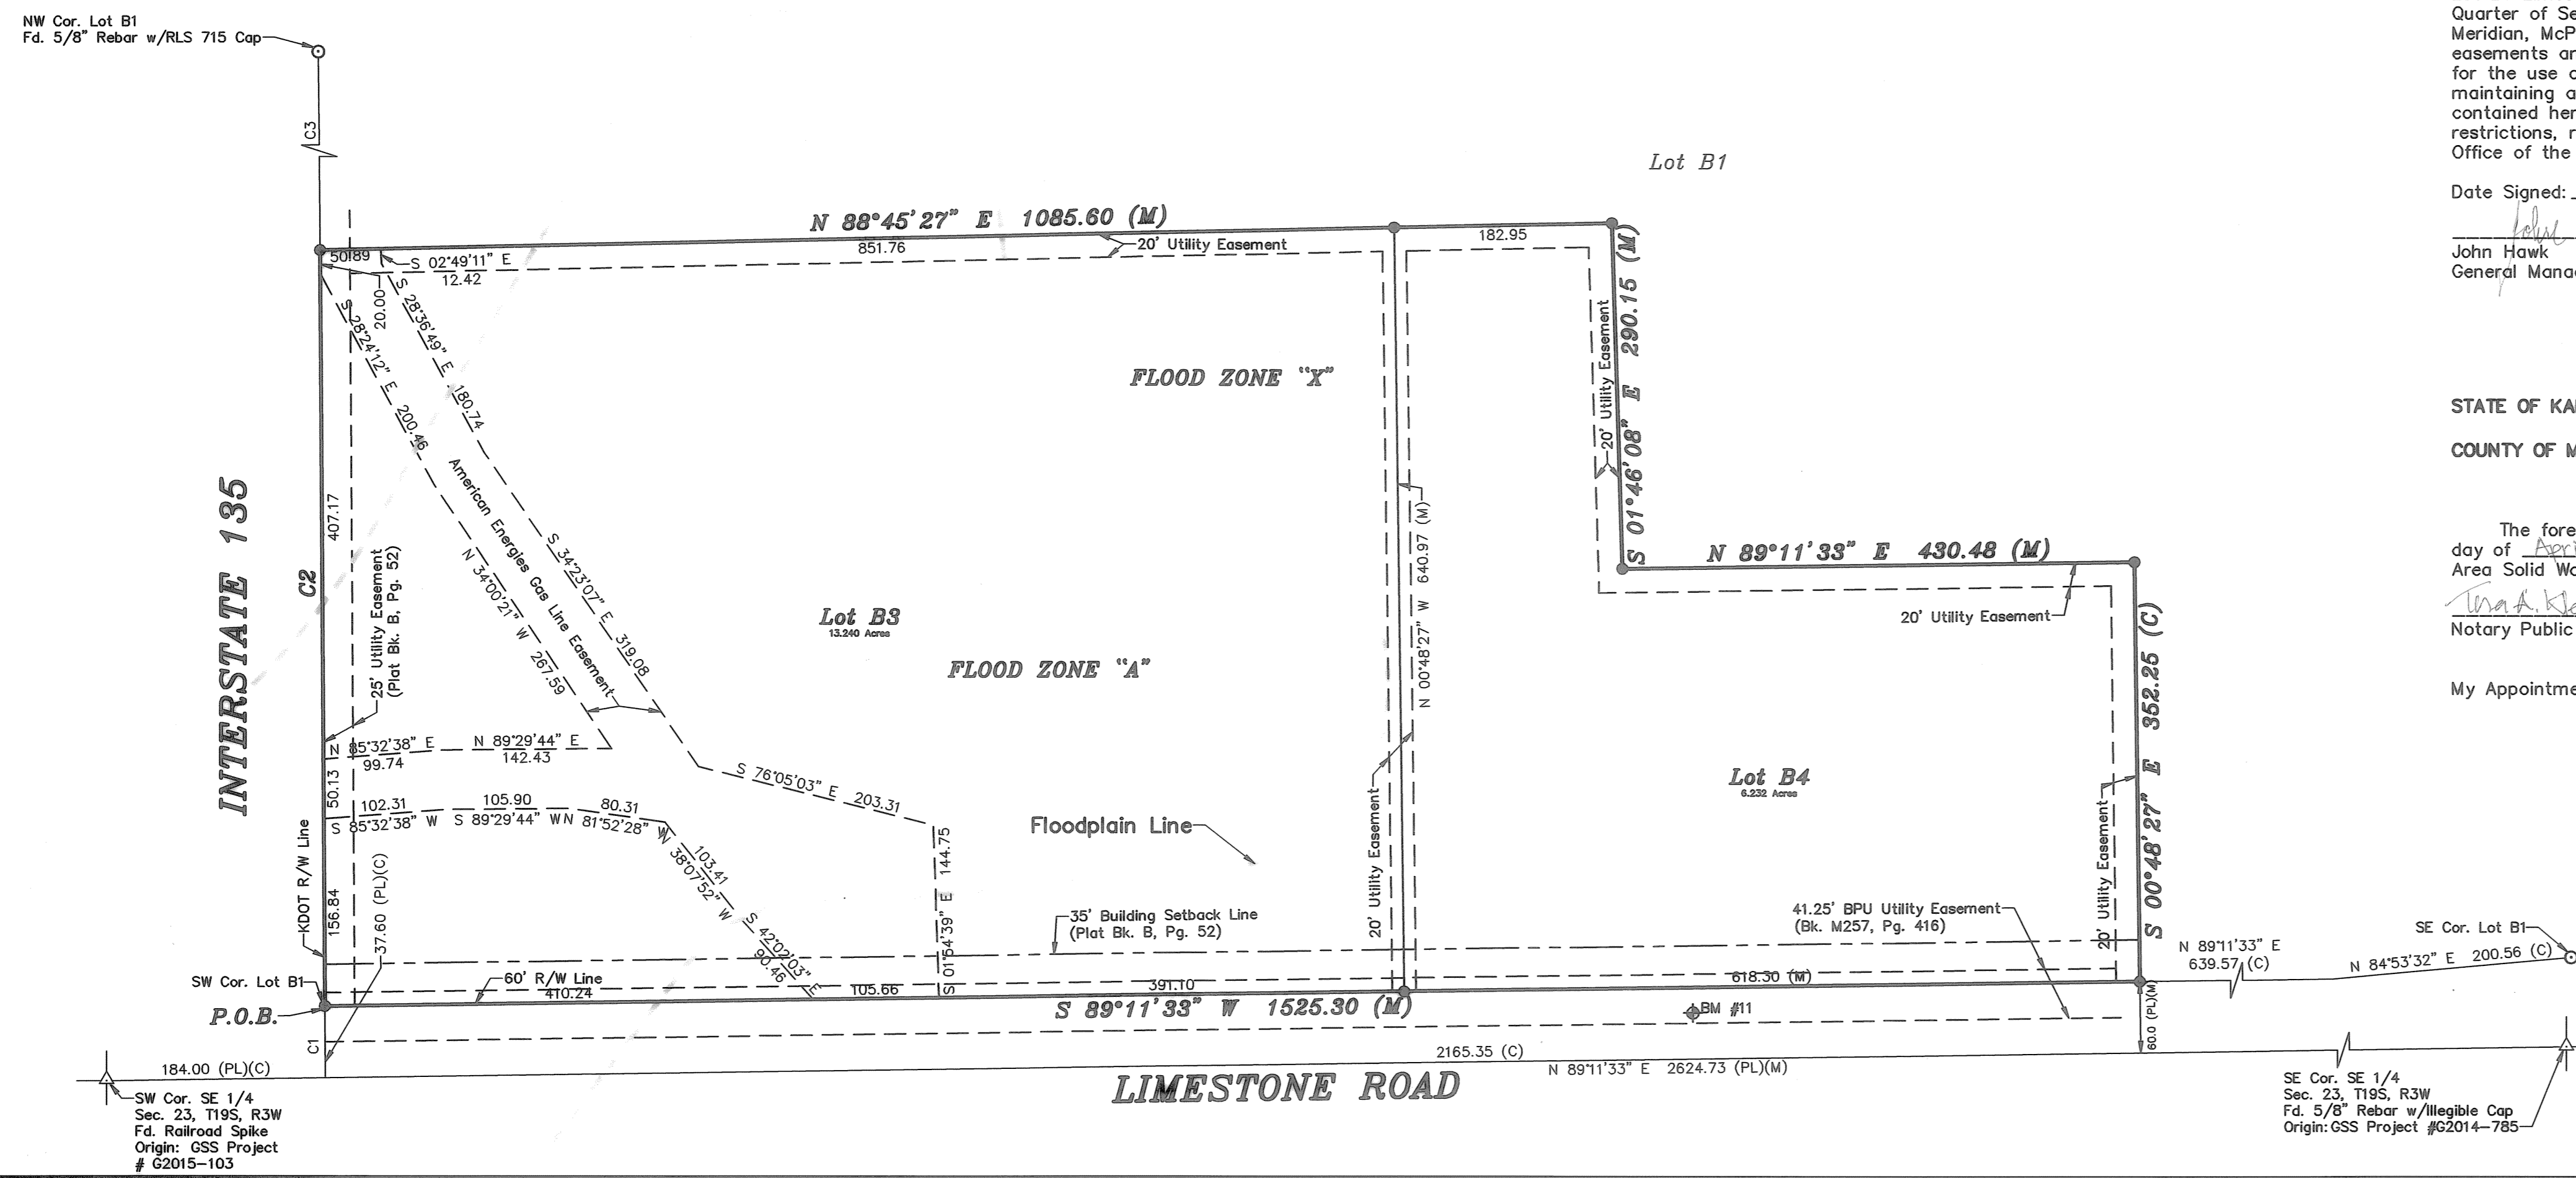 NW Cor. Lot B1
Fd. 5/8" Rebar w/RLS 715 Cap
C3
Lot B1
N 88°45'27" E 1085.60 (M)
50.89
851.76
20' Utility Easement
182.95
S 02°49'11" E
12.42
20.00
S 28°24'12" E 200.46
S 28°36'49" E 180.74
20' Utility Easement
S 01°46'08" E 290.15 (M)
FLOOD ZONE "X"
INTERSTATE 135
C2
407.17
25' Utility Easement
(Plat Bk. B, Pg. 52)
American Energies Gas Line Easement
N 34°00'21" W 267.59
S 34°23'07" E 319.08
N 00°48'27" W 640.97 (M)
N 89°11'33" E 430.48 (M)
20' Utility Easement
Lot B3
13.240 Acres
FLOOD ZONE "A"
S 00°48'27" E 352.25 (C)
N 85°32'38" E
99.74
N 89°29'44" E
142.43
50.13
S 76°05'03" E 203.31
Lot B4
6.232 Acres
102.31
105.90
80.31
S 85°32'38" W
S 89°29'44" W
N 81°52'28" W
103.41
N 38°07'52" W
Floodplain Line
20' Utility Easement
20' Utility Easement
KDOT R/W Line
156.84
37.60 (PL)(C)
S 42°02'03" E
90.46
S 01°54'39" E 144.75
35' Building Setback Line
(Plat Bk. B, Pg. 52)
41.25' BPU Utility Easement
(Bk. M257, Pg. 416)
N 89°11'33" E
639.57 (C)
SE Cor. Lot B1
N 84°53'32" E 200.56 (C)
SW Cor. Lot B1
60' R/W Line
410.24
105.66
391.10
618.30 (M)
P.O.B.
S 89°11'33" W 1525.30 (M)
BM #11
60.0 (PL)(M)
C1
184.00 (PL)(C)
2165.35 (C)
N 89°11'33" E 2624.73 (PL)(M)
LIMESTONE ROAD
SW Cor. SE 1/4
Sec. 23, T19S, R3W
Fd. Railroad Spike
Origin: GSS Project
# G2015-103
SE Cor. SE 1/4
Sec. 23, T19S, R3W
Fd. 5/8" Rebar w/Illegible Cap
Origin: GSS Project #G2014-785
Quarter of Se
Meridian, McP
easements ar
for the use o
maintaining a
contained her
restrictions, r
Office of the
Date Signed:
John
John Hawk
General Mana
STATE OF KA
COUNTY OF M
The fore
day of Apri
Area Solid Wa
Notary Public
My Appointme